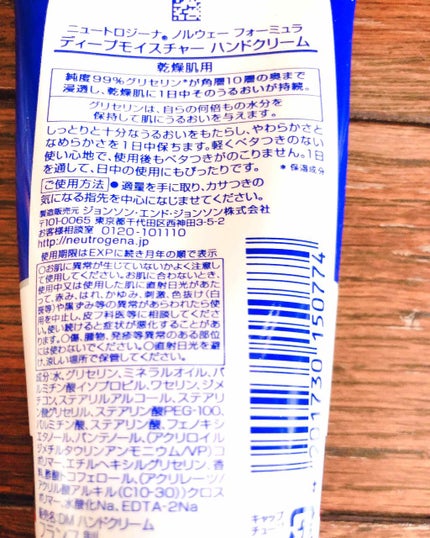 ニュートロジーナ® ノルウェー フォーミュラ
ディープモイスチャー ハンドクリーム
乾燥肌用
純度99%グリセリン*が角層10層の奥まで
浸透し、乾燥肌に1日中そのうるおいが持続。
グリセリンは、自らの何倍もの水分を
保持して肌にうるおいを与えます。
しっとりと十分なうるおいをもたらし、やわらかさと
なめらかさを1日中保ちます。軽くベタつきのない
使い心地で、使用後もベタつきがのこりません。1日
を通して、日中の使用にもぴったりです。 *保湿成分
ご使用方法 ●適量を手に取り、カサつきの
気になる指先を中心になじませてください。
製造販売元 ジョンソン・エンド・ジョンソン株式会社
〒101-0065 東京都千代田区西神田3-5-2
お客様相談室 0120-101110
http://neutrogena.jp
使用期限はEXPに続き月年の順で表示
○お肌に異常が生じていないかよく注意し
て使用してください。お肌に合わないとき、
使用中又は使用した肌に直射日光があた
って、赤み、はれ、かゆみ、刺激、色抜け(白
斑等)や黒ずみ等の異常があらわれたら使
用を中止し、皮フ科医等に相談してくださ
い。使い続けると症状が悪化することがあ
ります。○傷、腫物、発疹等異常のある部位
には使わないでください。○直射日光を避
け、涼しい場所で保管してください。
成分:水、グリセリン、ミネラルオイル、パ
ルミチン酸イソプロピル、ワセリン、ジメ
チコン、ステアリルアルコール、ステアリ
ン酸グリセリル、ステアリン酸PEG-100、
パルミチン酸、ステアリン酸、フェノキシ
エタノール、パンテノール、(アクリロイル
ジメチルタウリンアンモニウム/VP)コ
ポリマー、エチルヘキシルグリセリン、香
料、酢酸トコフェロール、(アクリレーツ/
アクリル酸アルキル(C10-30))クロス
ポリマー、水酸化Na、EDTA-2Na
販売名:DM ハンドクリーム
フランス製
4 901730 150774
キャップ
チューブ